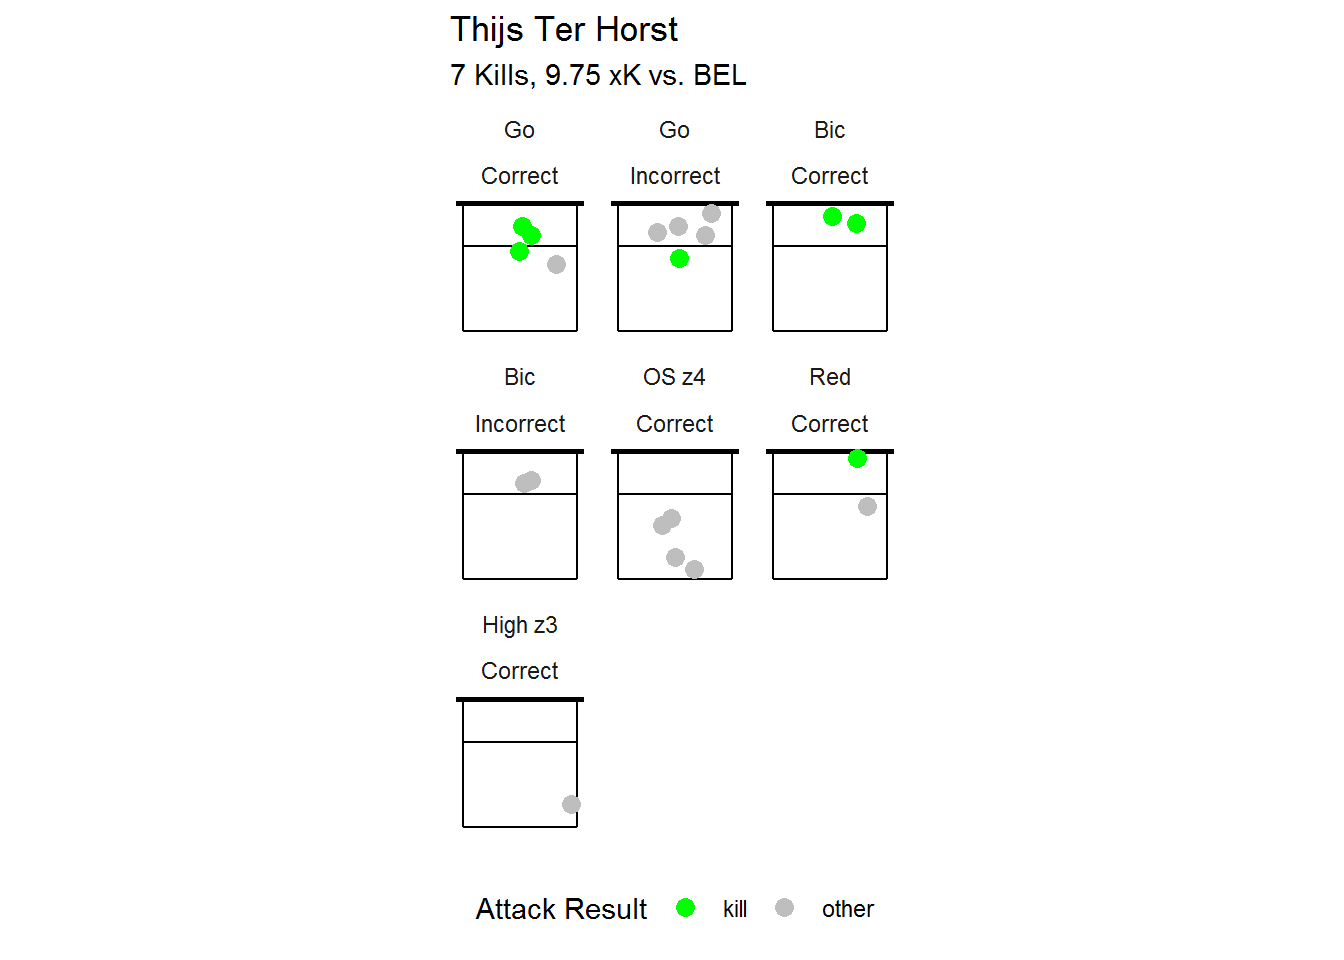 Thijs Ter Horst
7 Kills, 9.75 xK vs. BEL
Go
Correct
Go
Incorrect
Bic
Correct
Bic
Incorrect
OS z4
Correct
Red
Correct
High z3
Correct
Attack Result kill other